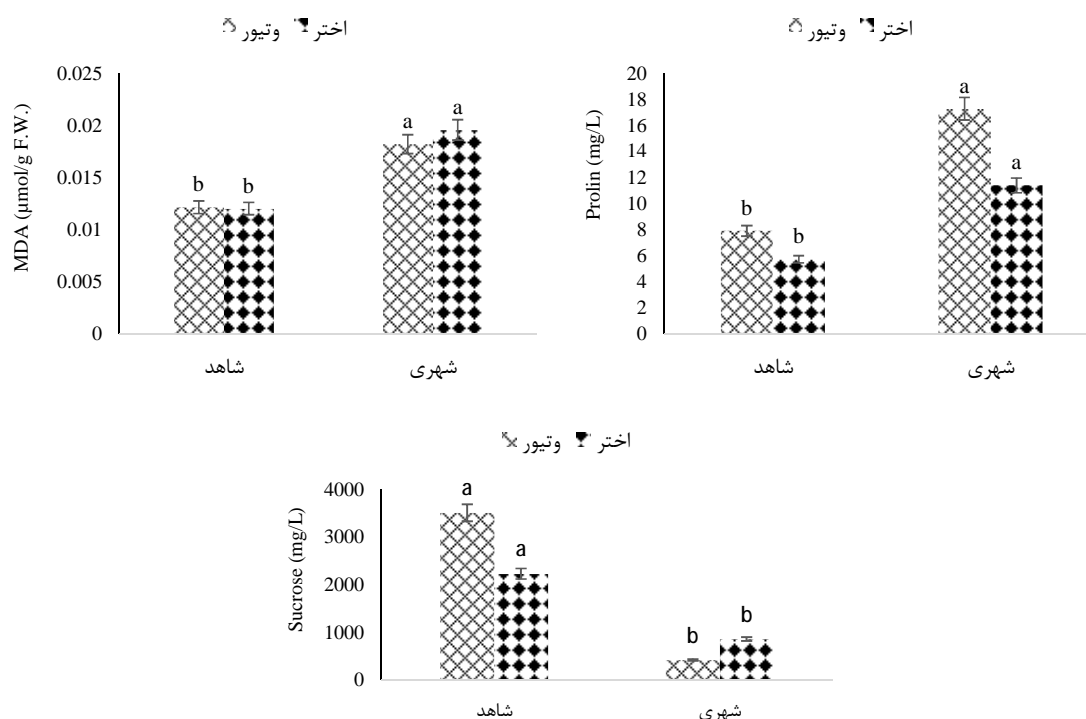 وتیور اختر
0.025
0.02
0.015
0.01
0.005
0
MDA (µmol/g F.W.)
b b a a
شاهد شهری
وتیور اختر
20
18
16
14
12
10
8
6
4
2
0
Prolin (mg/L)
b b a a
شاهد شهری
وتیور اختر
4000
3000
2000
1000
0
Sucrose (mg/L)
a a b b
شاهد شهری